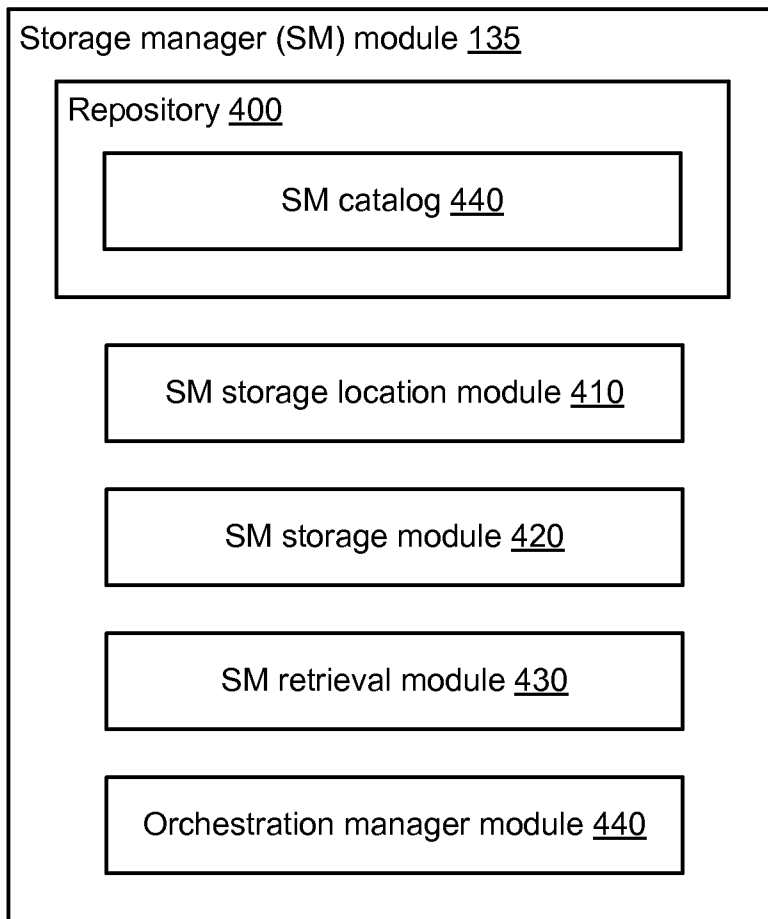 Storage manager (SM) module 135
Repository 400
SM catalog 440
SM storage location module 410
SM storage module 420
SM retrieval module 430
Orchestration manager module 440